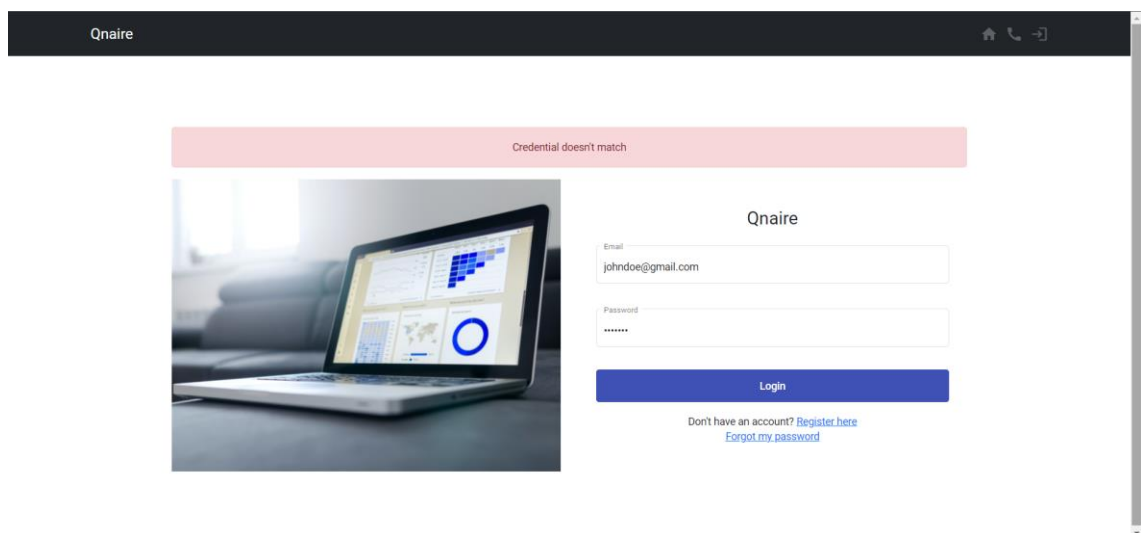 Qnaire
Credential doesn't match
Qnaire
Email
johndoe@gmail.com
Password
•••••••
Login
Don't have an account? Register here
Forgot my password